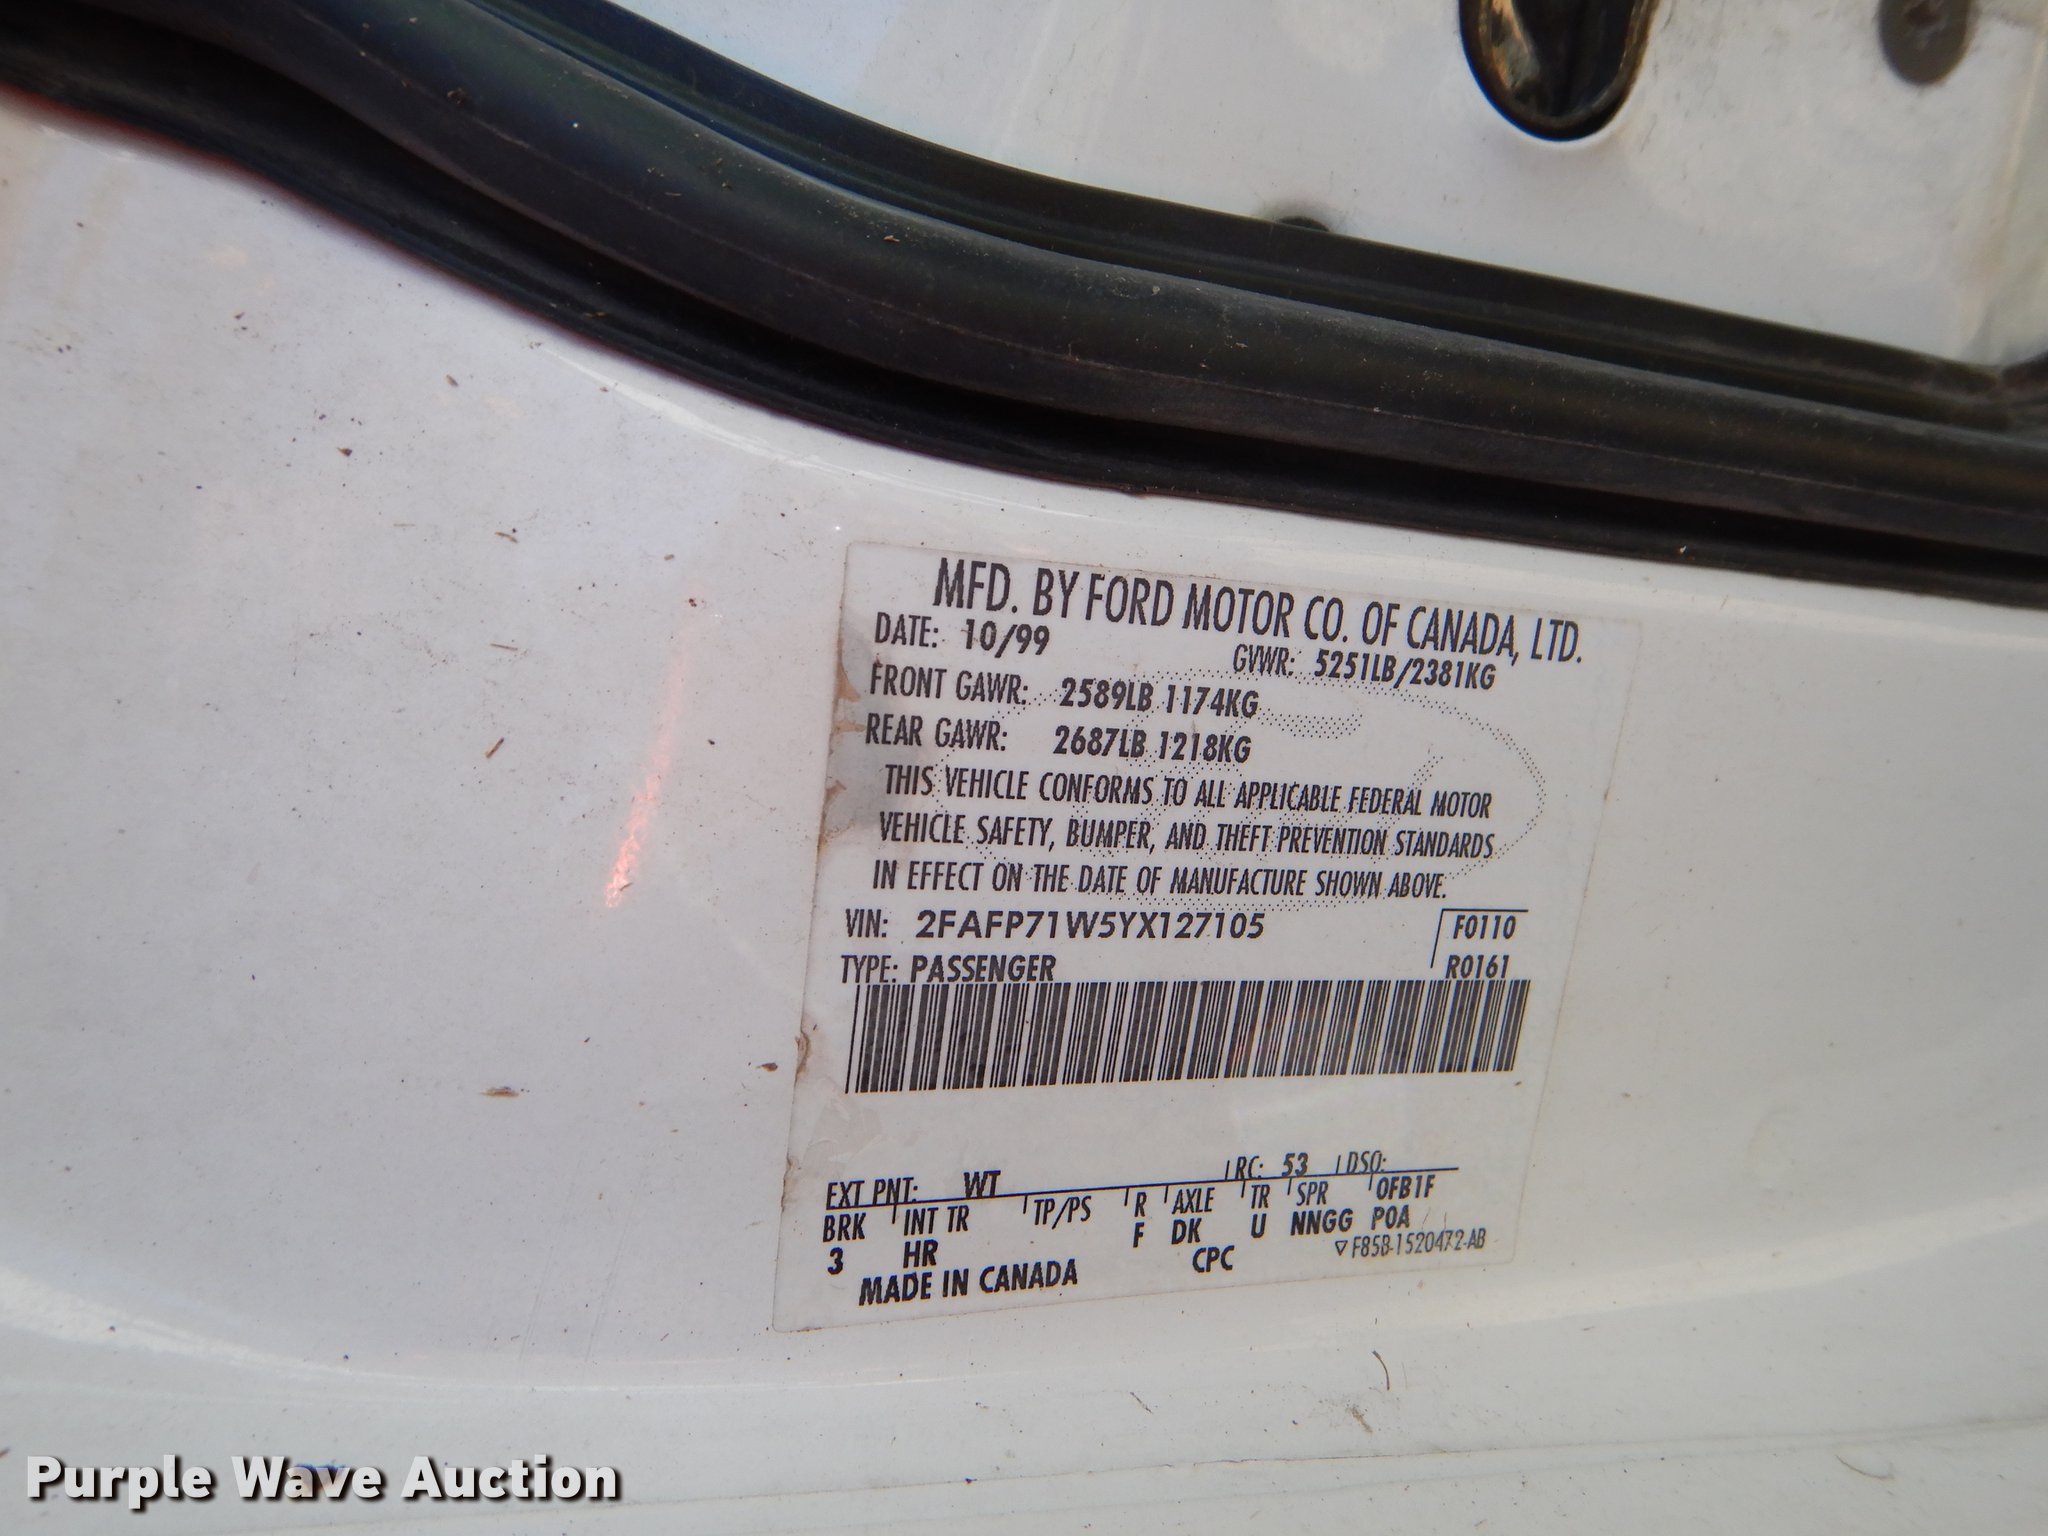 MFD. BY FORD MOTOR CO. OF CANADA, LTD.
DATE: 10/99 GVWR: 5251LB/2381KG
FRONT GAWR: 2589LB 1174KG
REAR GAWR: 2687LB 1218KG
THIS VEHICLE CONFORMS TO ALL APPLICABLE FEDERAL MOTOR
VEHICLE SAFETY, BUMPER, AND THEFT PREVENTION STANDARDS
IN EFFECT ON THE DATE OF MANUFACTURE SHOWN ABOVE.
VIN: 2FAFP71W5YX127105 F0110
TYPE: PASSENGER R0161
EXT PNT: WT RC: 53 DSO:
BRK INT TR TP/PS R AXLE TR SPR 0FB1F
3 HR F DK U NNGG P0A
MADE IN CANADA CPC ▽ F85B-1520472-AB
Purple Wave Auction